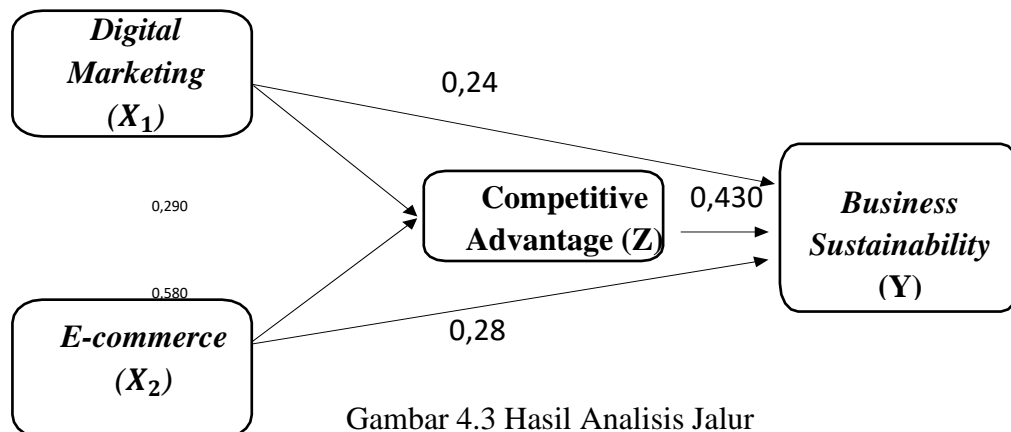 Digital
Marketing
(X₁)
0,24
Competitive
Advantage (Z)
0,430
Business
Sustainability
(Y)
0,290
0,580
E-commerce
(X₂)
0,28
Gambar 4.3 Hasil Analisis Jalur